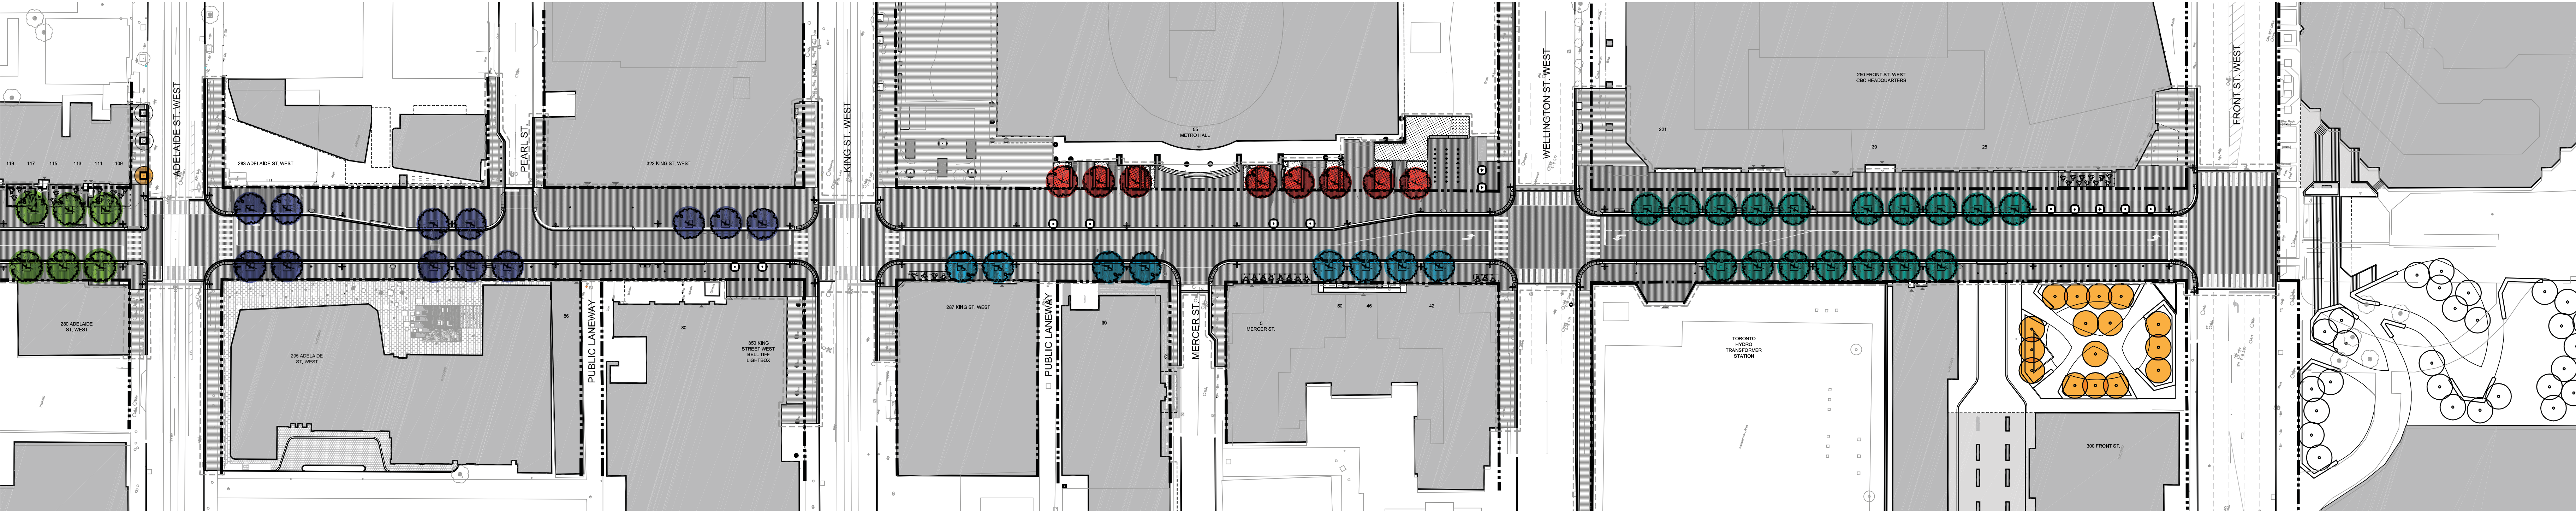 119 117 115 113 111 109
ADELAIDE ST. WEST
283 ADELAIDE ST, WEST
PEARL ST.
322 KING ST. WEST
KING ST. WEST
55
METRO HALL
WELLINGTON ST. WEST
221
250 FRONT ST. WEST
CBC HEADQUARTERS
25
FRONT ST. WEST
280 ADELAIDE
ST, WEST
295 ADELAIDE
ST, WEST
PUBLIC LANEWAY
80
350 KING
STREET WEST
BELL TIFF
LIGHTBOX
287 KING ST. WEST
PUBLIC LANEWAY
MERCER ST.
5
MERCER ST.
50 46 42
TORONTO
HYDRO
TRANSFORMER
STATION
300 FRONT ST.